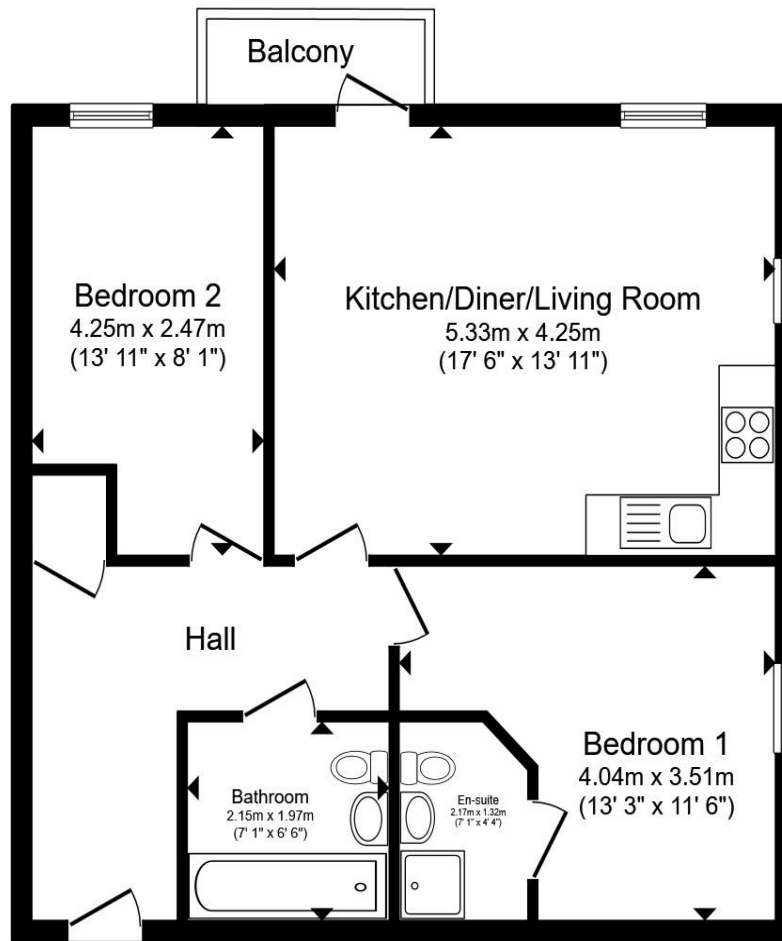 Balcony
Bedroom 2
4.25m x 2.47m
(13' 11" x 8' 1")
Kitchen/Diner/Living Room
5.33m x 4.25m
(17' 6" x 13' 11")
Hall
Bedroom 1
4.04m x 3.51m
(13' 3" x 11' 6")
Bathroom
2.15m x 1.97m
(7' 1" x 6' 6")
En-suite
2.17m x 1.32m
(7' 1" x 4' 4")